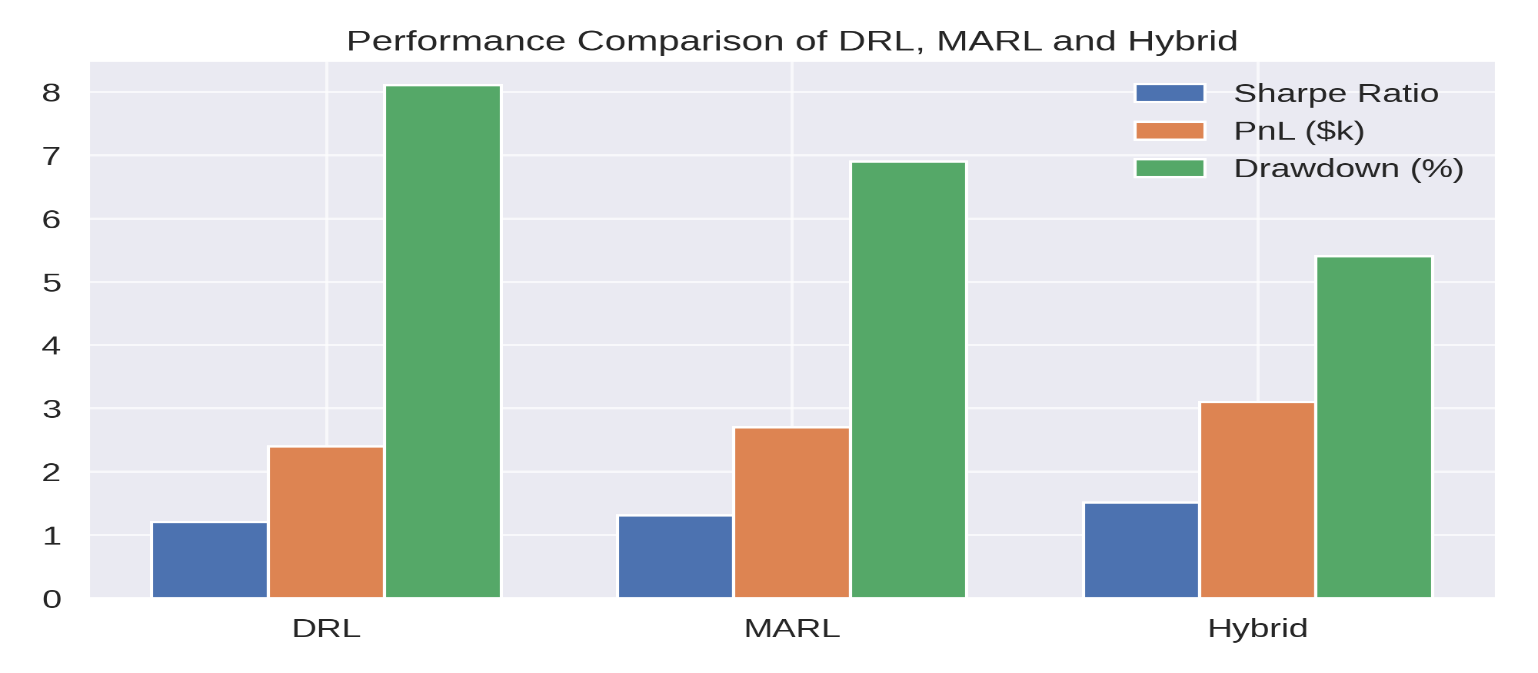 Performance Comparison of DRL, MARL and Hybrid
Sharpe Ratio
PnL ($k)
Drawdown (%)
8
7
6
5
4
3
2
1
0
DRL
MARL
Hybrid